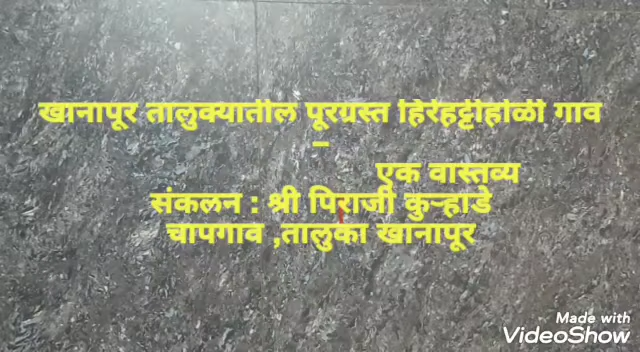 खानापूर तालुक्यातील पूरग्रस्त हिरेहट्टीहोळी गाव
–
एक वास्तव्य
संकलन : श्री पिराजी कुऱ्हाडे
चापगाव ,तालुका खानापूर
Made with
VideoShow